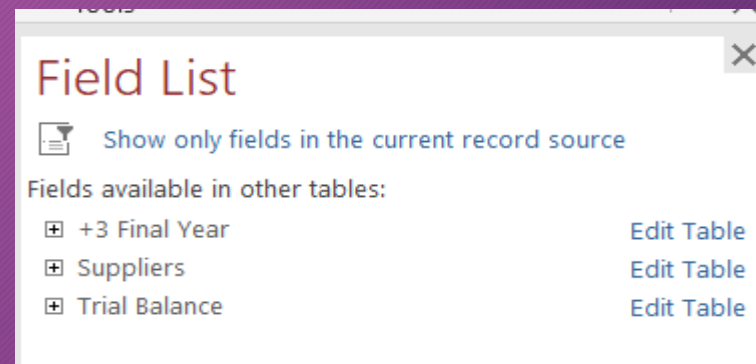 Field List
Show only fields in the current record source
Fields available in other tables:
+3 Final Year Edit Table
Suppliers Edit Table
Trial Balance Edit Table